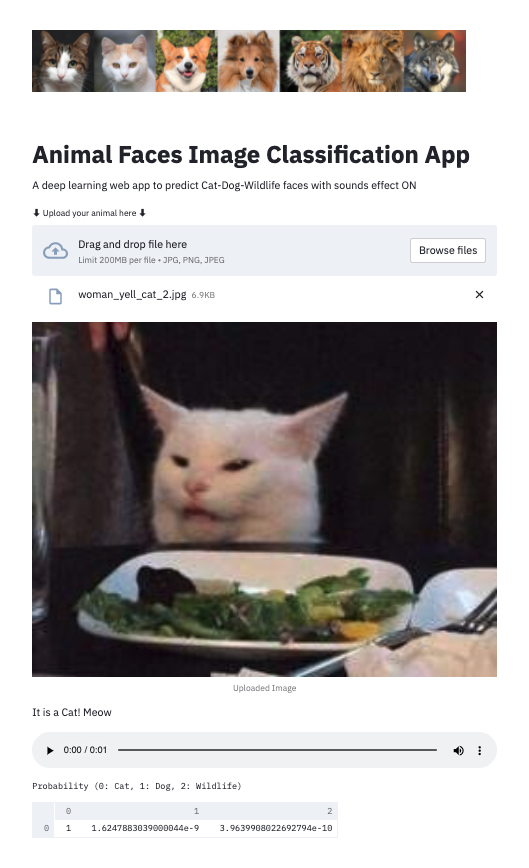 Animal Faces Image Classification App
A deep learning web app to predict Cat-Dog-Wildlife faces with sounds effect ON
⬇ Upload your animal here ⬇
Drag and drop file here
Limit 200MB per file • JPG, PNG, JPEG
Browse files
woman_yell_cat_2.jpg 6.9KB
Uploaded Image
It is a Cat! Meow
0:00 / 0:01
Probability (0: Cat, 1: Dog, 2: Wildlife)
0 1 2
0 1 1.6247883039000044e-9 3.9639908022692794e-10